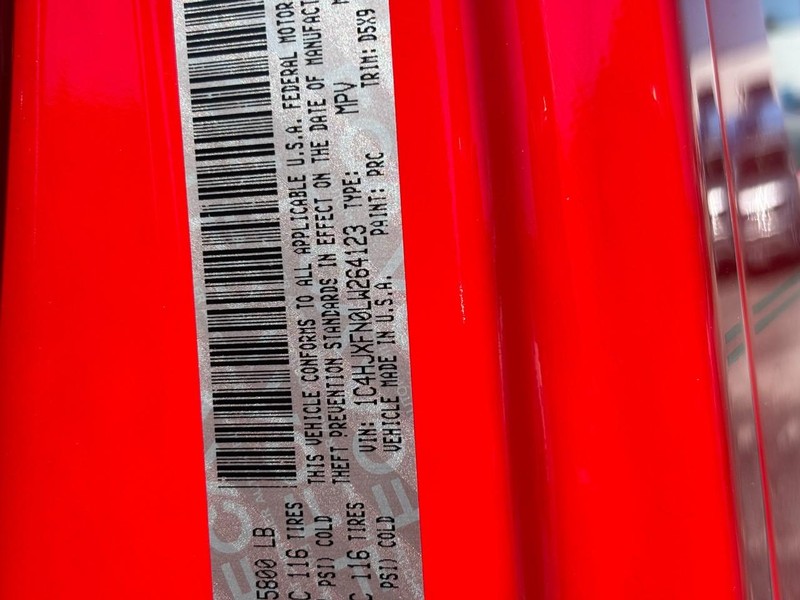 5800 LB
C 116 TIRES
PSI) COLD
C 116 TIRES
PSI) COLD
THIS VEHICLE CONFORMS TO ALL APPLICABLE U.S.A. FEDERAL MOTOR
THEFT PREVENTION STANDARDS IN EFFECT ON THE DATE OF MANUFACT
VIN: 1C4HJXFN0LW264123 TYPE: MPV
VEHICLE MADE IN U.S.A. PAINT: PRC TRIM: D5X9